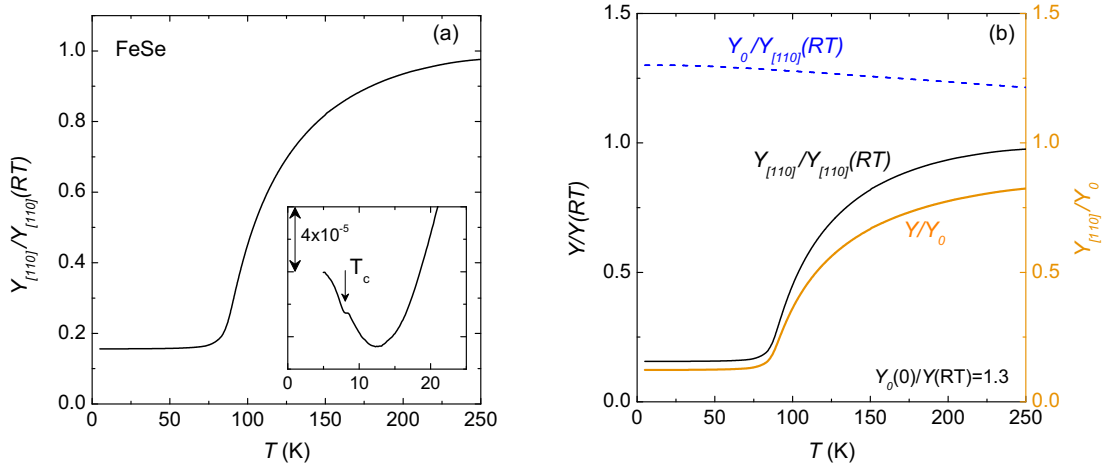 FeSe
(a)
Y[110]/Y[110](RT)
1.0
0.8
0.6
0.4
0.2
0.0
0 50 100 150 200 250
T (K)
4x10-5
Tc
0 10 20
(b)
Y0/Y[110](RT)
Y[110]/Y[110](RT)
Y/Y0
Y0(0)/Y(RT)=1.3
Y/Y(RT)
1.5
1.0
0.5
0.0
0 50 100 150 200 250
T (K)
1.5
1.0
0.5
0.0
Y[110]/Y0